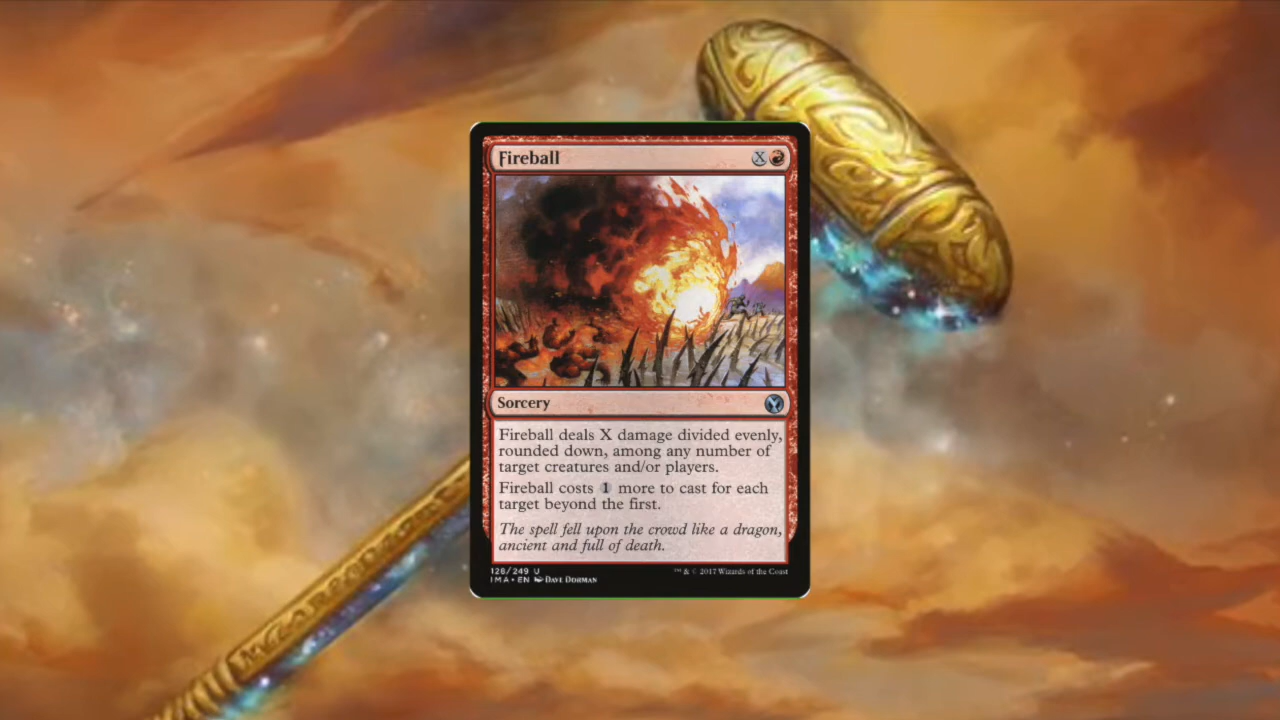 Fireball X
Sorcery
Fireball deals X damage divided evenly,
rounded down, among any number of
target creatures and/or players.
Fireball costs 1 more to cast for each
target beyond the first.
The spell fell upon the crowd like a dragon,
ancient and full of death.
128/249 U ™ & © 2017 Wizards of the Coast
IMA • EN Dave Dorman